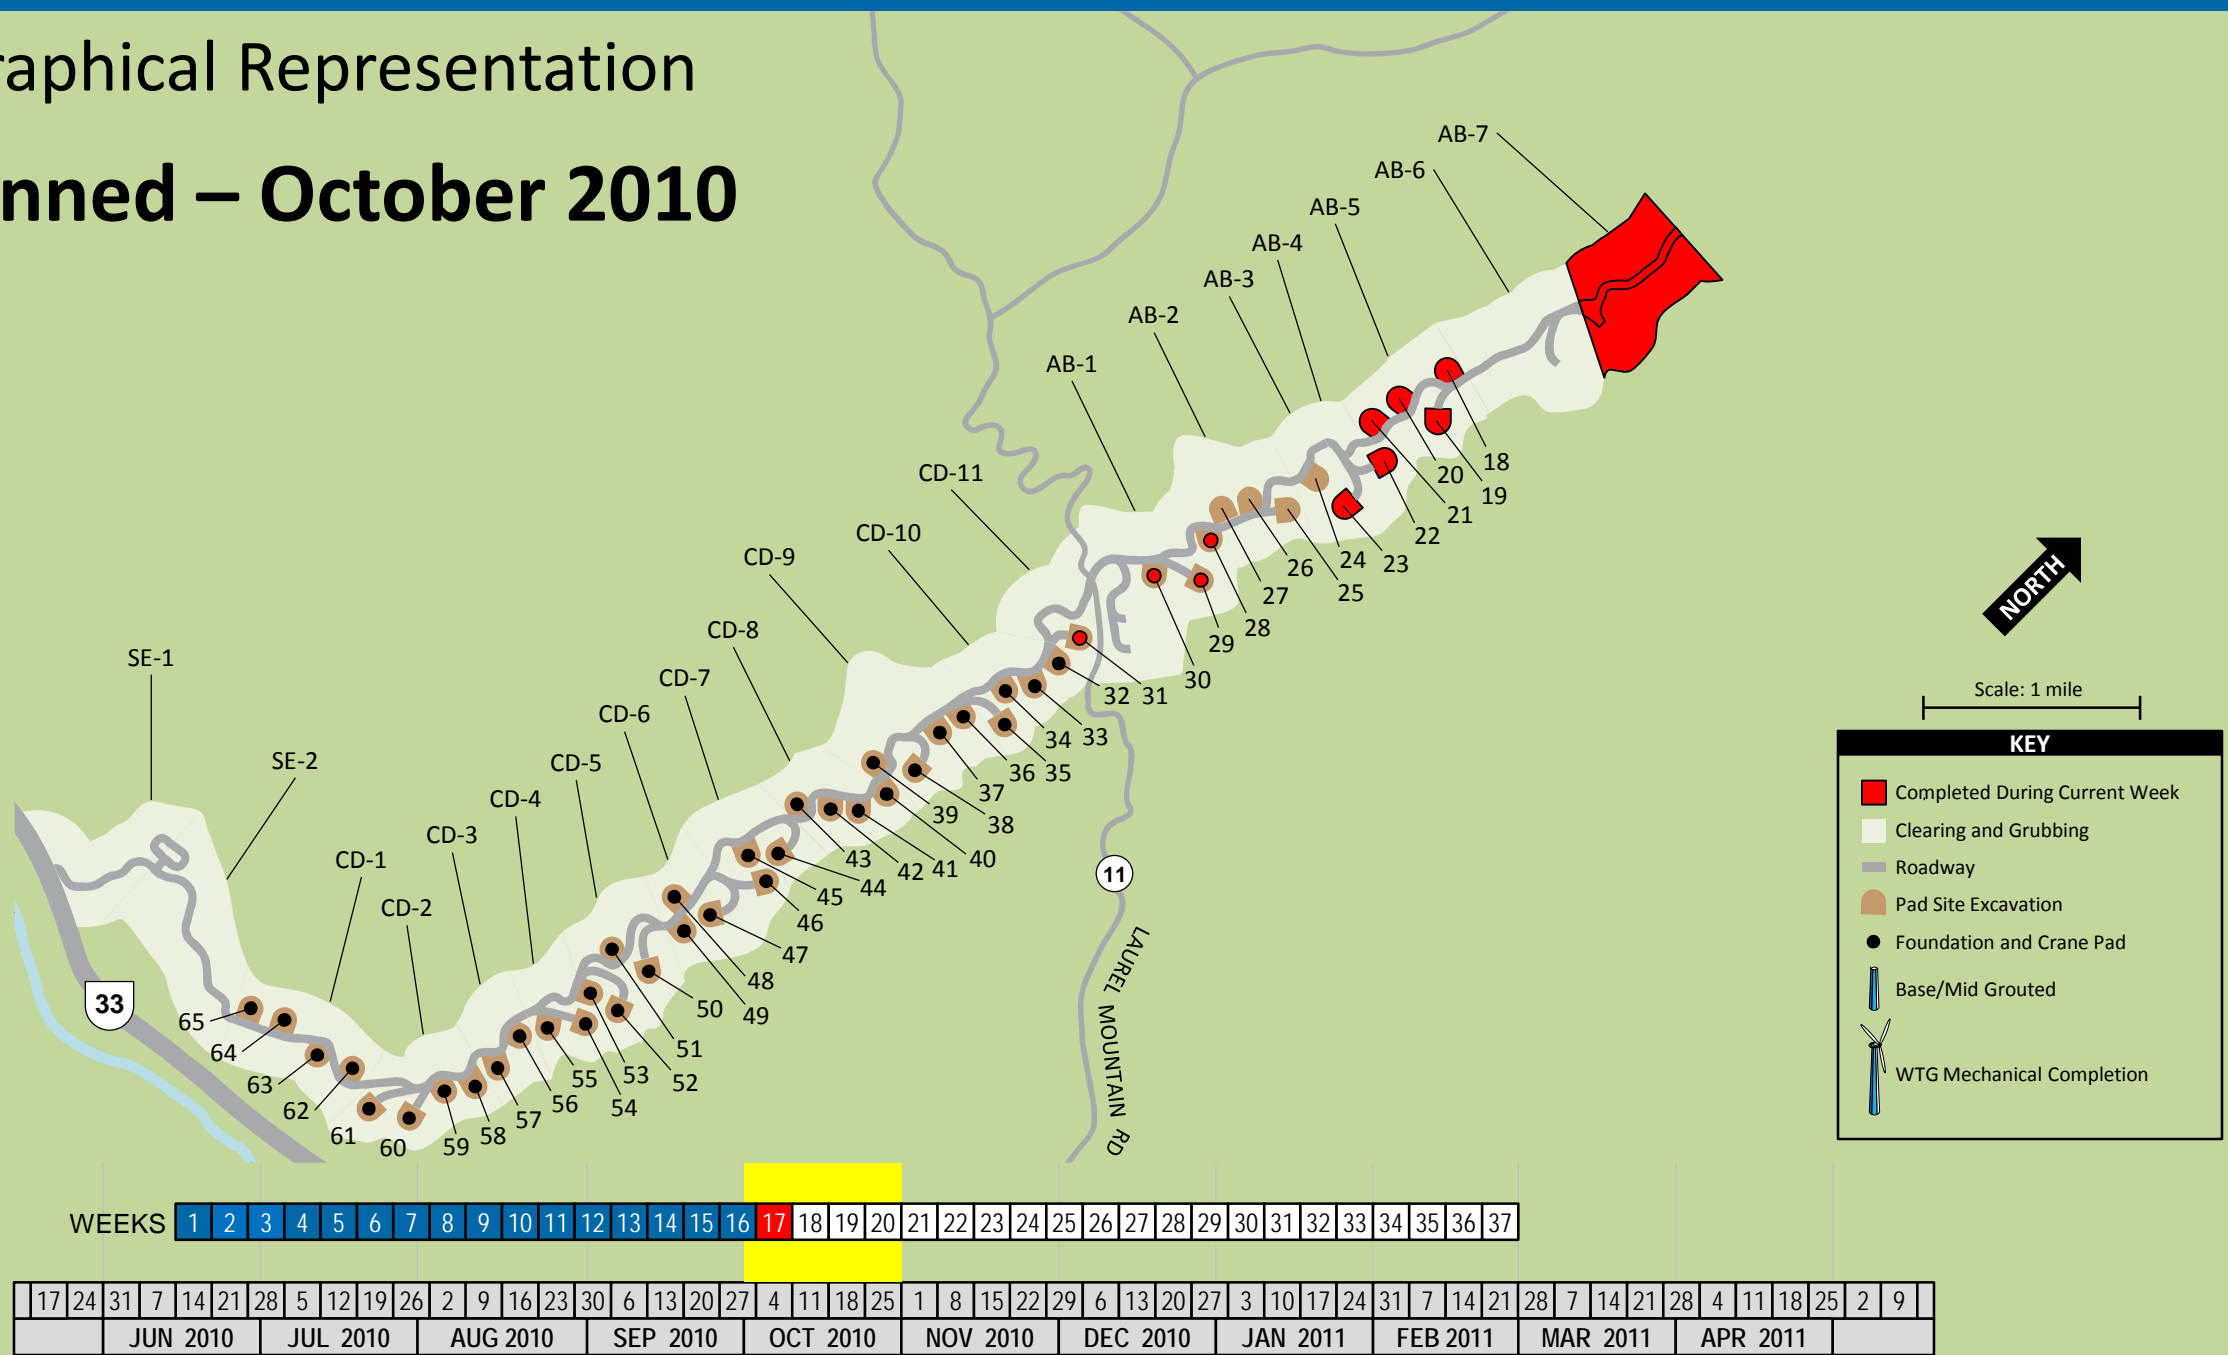 raphical Representation
nned – October 2010
AB-7
AB-6
AB-5
AB-4
AB-3
AB-2
AB-1
CD-11
CD-10
CD-9
CD-8
CD-7
CD-6
CD-5
CD-4
CD-3
CD-2
CD-1
SE-2
SE-1
18
19
20
21
22
23
24
25
26
27
28
29
30
31
32
33
34
35
36
37
38
39
40
41
42
43
44
45
46
47
48
49
50
51
52
53
54
55
56
57
58
59
60
61
62
63
64
65
33
11
LAUREL MOUNTAIN RD
NORTH
Scale: 1 mile
KEY
Completed During Current Week
Clearing and Grubbing
Roadway
Pad Site Excavation
Foundation and Crane Pad
Base/Mid Grouted
WTG Mechanical Completion
WEEKS 1 2 3 4 5 6 7 8 9 10 11 12 13 14 15 16 17 18 19 20 21 22 23 24 25 26 27 28 29 30 31 32 33 34 35 36 37
17 24 31 7 14 21 28 5 12 19 26 2 9 16 23 30 6 13 20 27 4 11 18 25 1 8 15 22 29 6 13 20 27 3 10 17 24 31 7 14 21 28 7 14 21 28 4 11 18 25 2 9
JUN 2010 JUL 2010 AUG 2010 SEP 2010 OCT 2010 NOV 2010 DEC 2010 JAN 2011 FEB 2011 MAR 2011 APR 2011